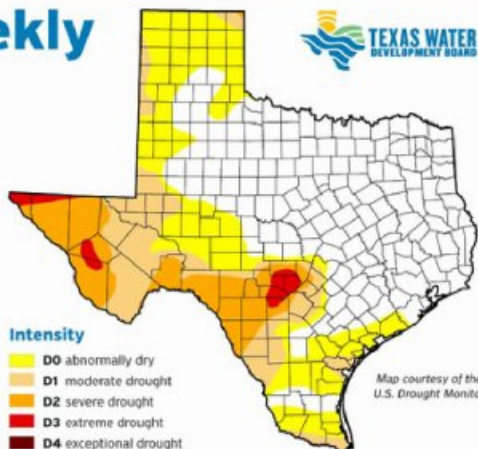 ekly
TEXAS WATER
DEVELOPMENT BOARD
Intensity
D0 abnormally dry
D1 moderate drought
D2 severe drought
D3 extreme drought
D4 exceptional drought
Map courtesy of the
U.S. Drought Monito